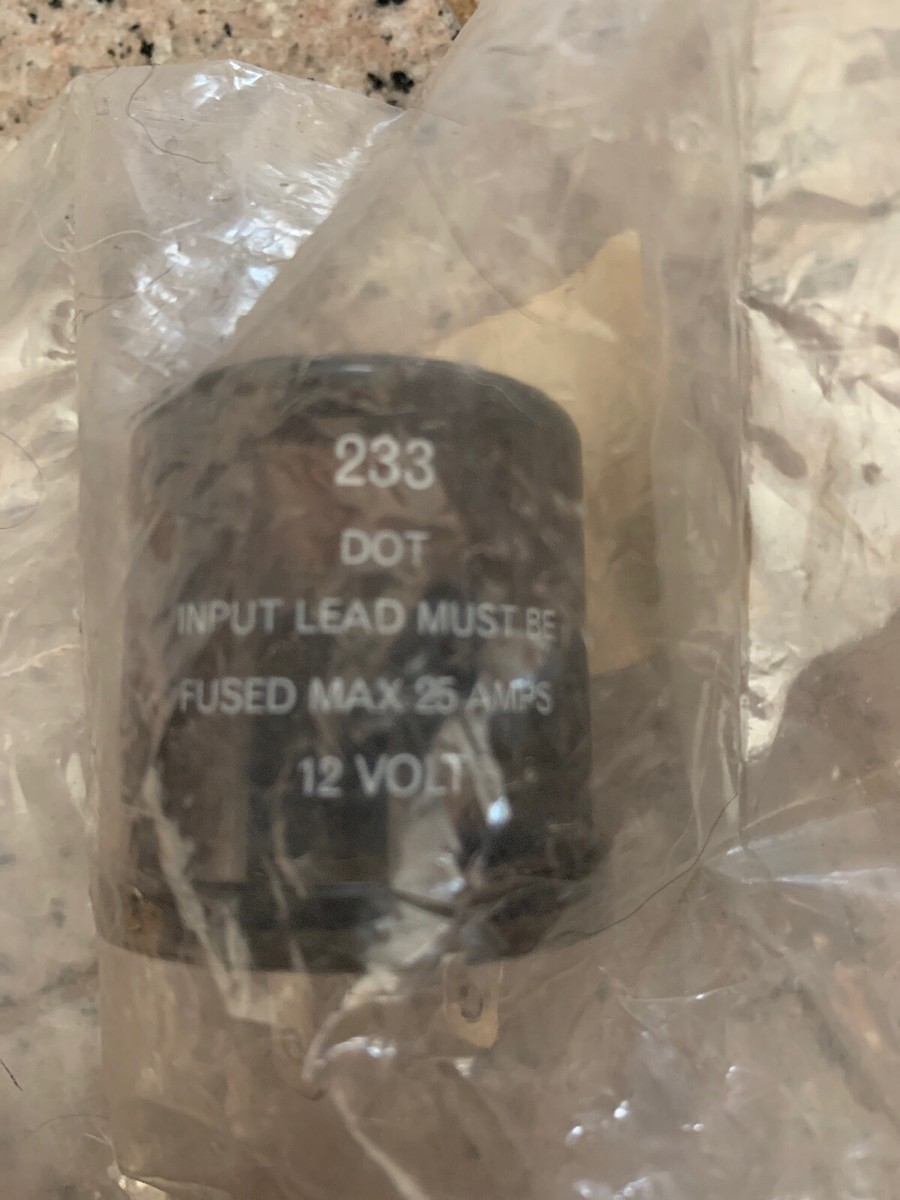 233
DOT
INPUT LEAD MUST BE
FUSED MAX 25 AMPS
12 VOLT